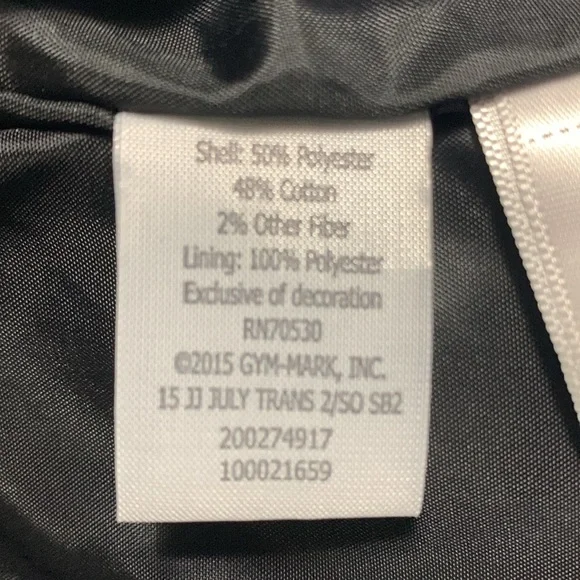 Shell: 50% Polyester
48% Cotton
2% Other Fiber
Lining: 100% Polyester
Exclusive of decoration
RN70530
©2015 GYM-MARK, INC.
15 JJ JULY TRANS 2/SO SB2
200274917
100021659